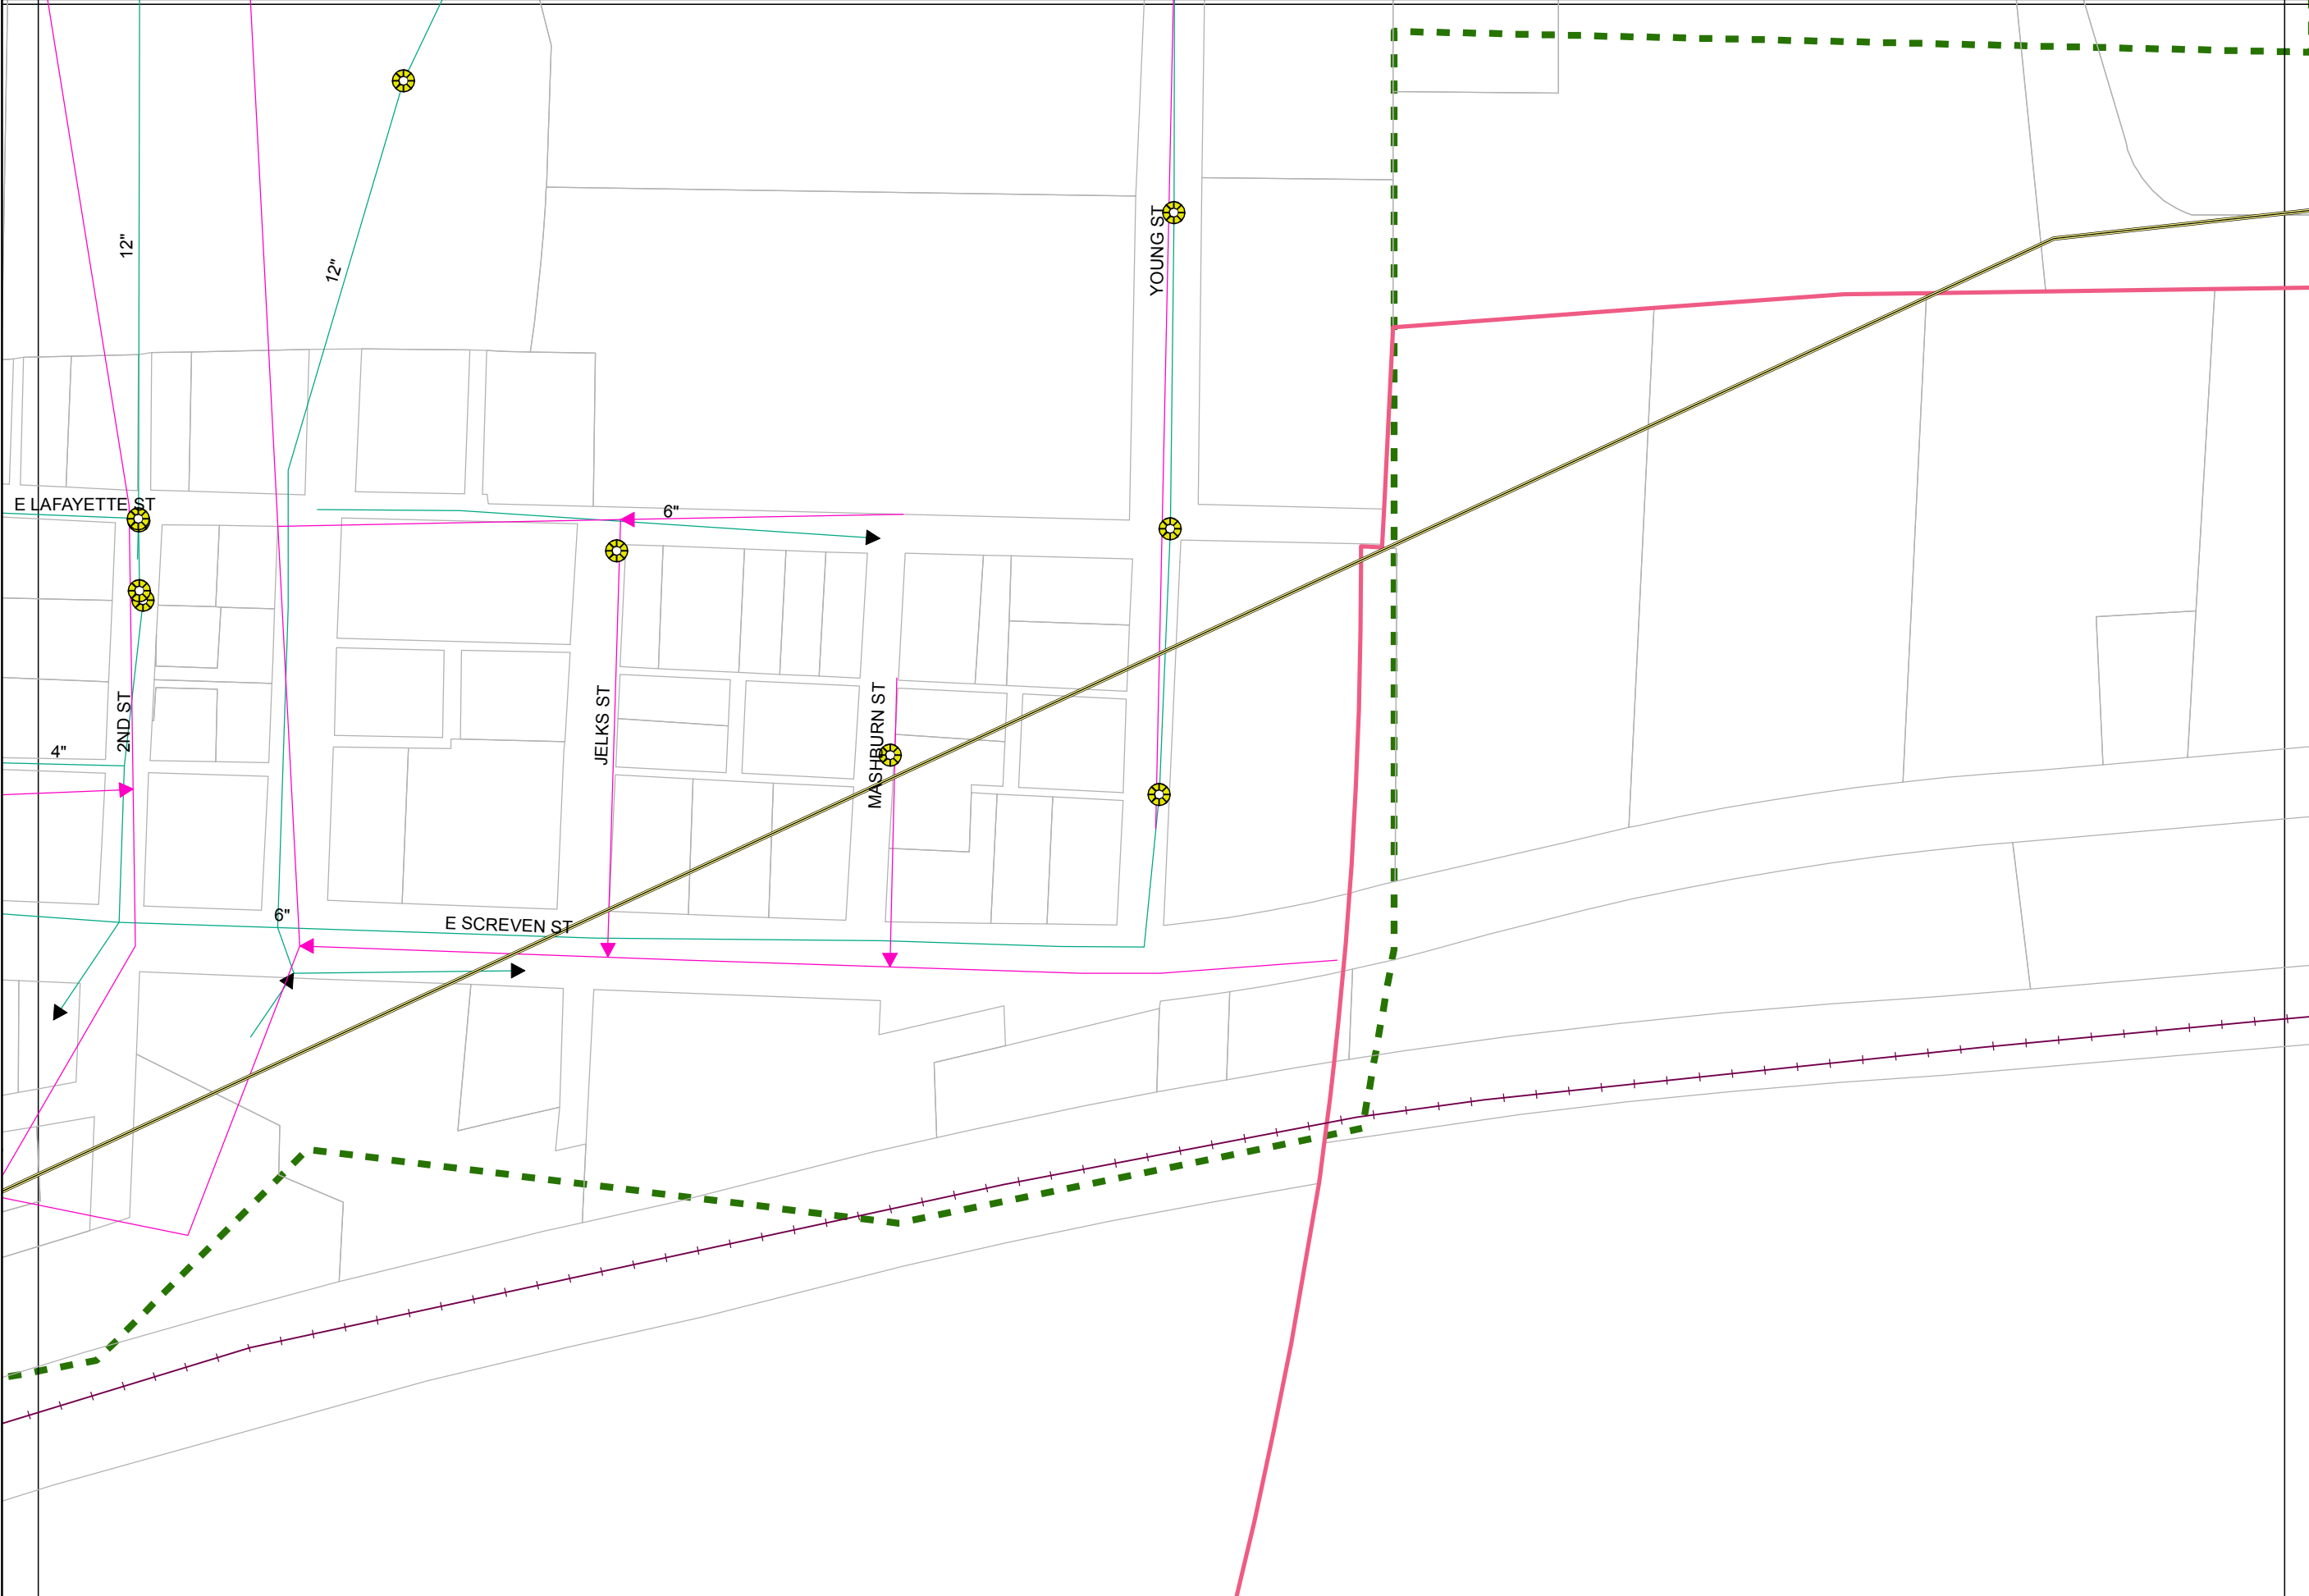 12"
12"
YOUNG ST
E LAFAYETTE ST
6"
2ND ST
JELKS ST
MASHBURN ST
4"
6"
E SCREVEN ST